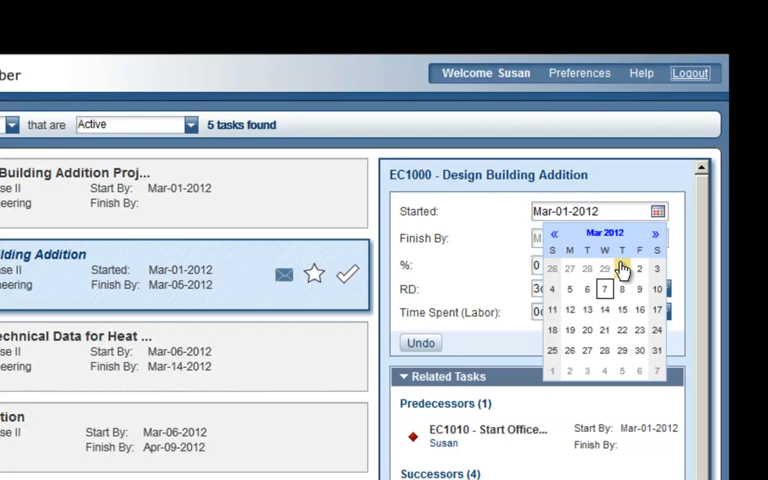 ber
Welcome Susan Preferences Help Logout
that are Active 5 tasks found
Building Addition Proj...
se II Start By: Mar-01-2012
eering Finish By:
ilding Addition
se II Started: Mar-01-2012
eering Finish By: Mar-05-2012
echnical Data for Heat ...
se II Start By: Mar-06-2012
eering Finish By: Mar-14-2012
tion
se II Start By: Mar-06-2012
eering Finish By: Apr-09-2012
EC1000 - Design Building Addition
Started: Mar-01-2012
Finish By:
%: 0
RD:
Time Spent (Labor):
« Mar 2012 »
S M T W T F S
26 27 28 29 2 3
4 5 6 7 8 9 10
11 12 13 14 15 16 17
18 19 20 21 22 23 24
25 26 27 28 29 30 31
1 2 3 4 5 6 7
Undo
Related Tasks
Predecessors (1)
EC1010 - Start Office... Start By: Mar-01-2012
Susan Finish By:
Successors (4)